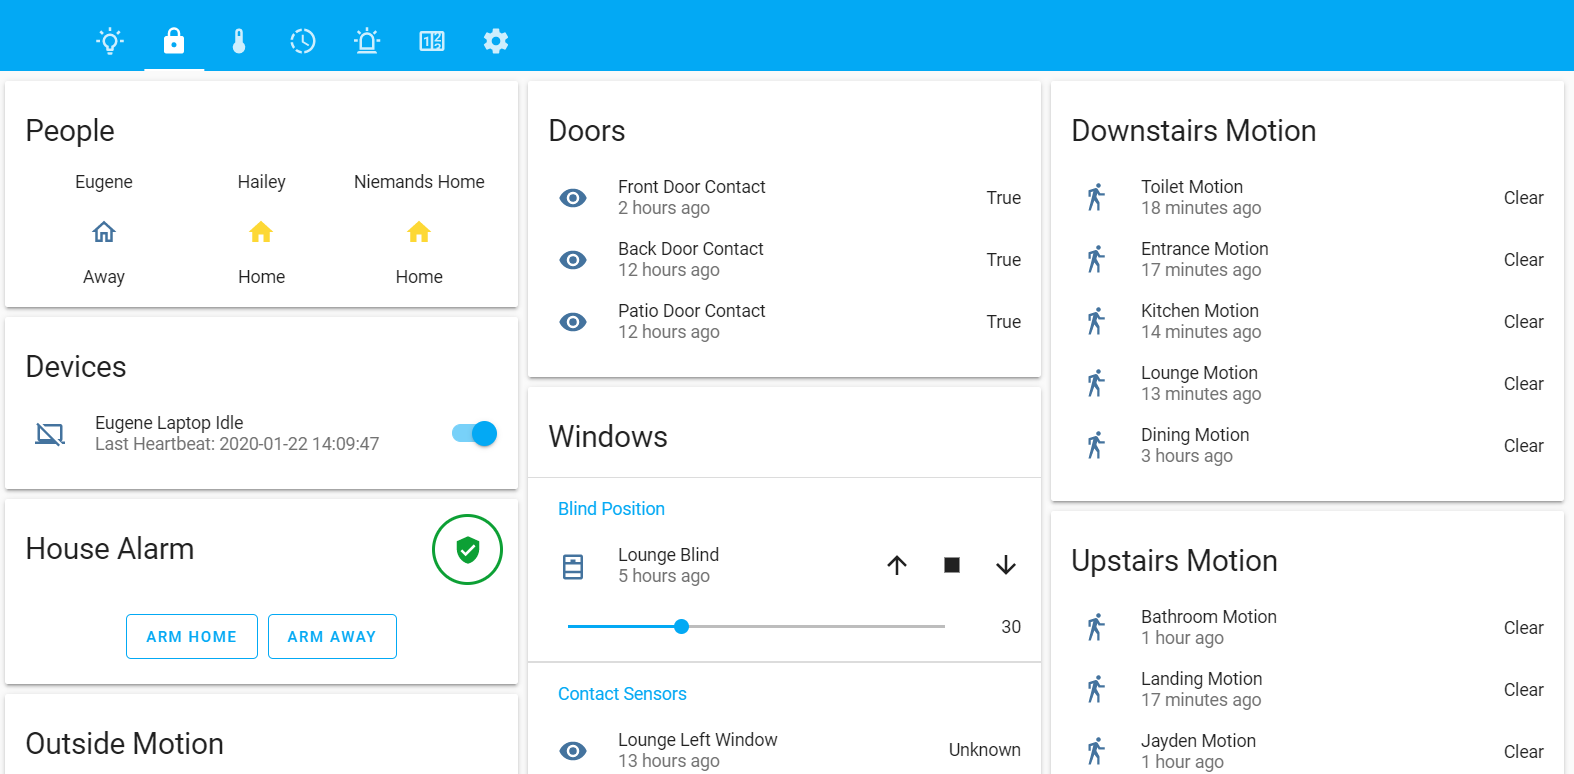 People
Eugene
Hailey
Niemands Home
Away
Home
Home
Devices
Eugene Laptop Idle
Last Heartbeat: 2020-01-22 14:09:47
House Alarm
ARM HOME
ARM AWAY
Outside Motion
Doors
Front Door Contact
2 hours ago
True
Back Door Contact
12 hours ago
True
Patio Door Contact
12 hours ago
True
Windows
Blind Position
Lounge Blind
5 hours ago
30
Contact Sensors
Lounge Left Window
13 hours ago
Unknown
Downstairs Motion
Toilet Motion
18 minutes ago
Clear
Entrance Motion
17 minutes ago
Clear
Kitchen Motion
14 minutes ago
Clear
Lounge Motion
13 minutes ago
Clear
Dining Motion
3 hours ago
Clear
Upstairs Motion
Bathroom Motion
1 hour ago
Clear
Landing Motion
17 minutes ago
Clear
Jayden Motion
1 hour ago
Clear